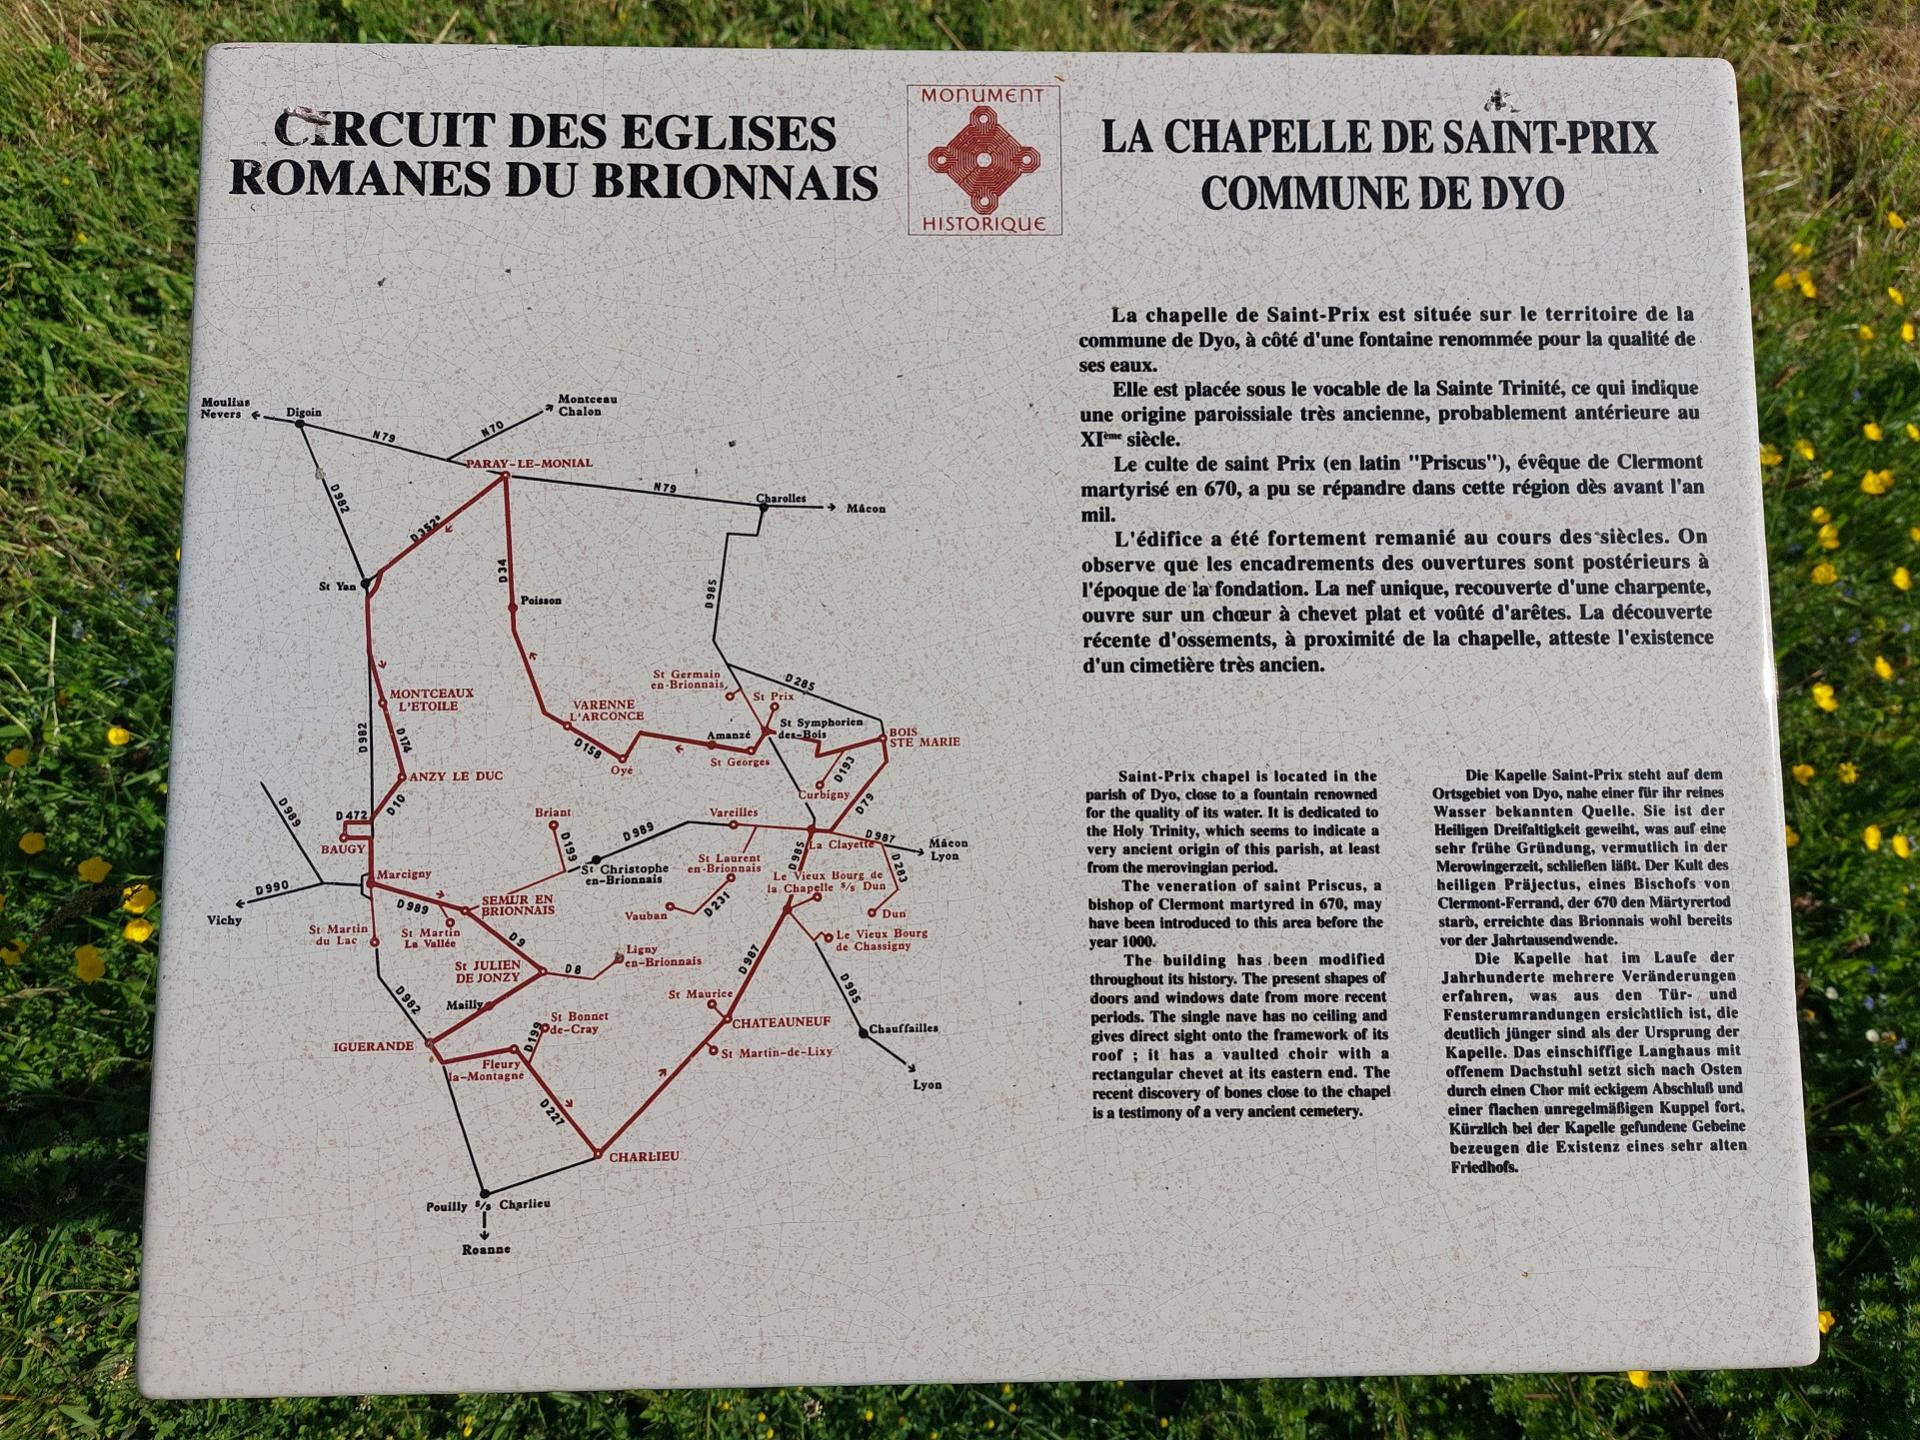 CIRCUIT DES EGLISES
ROMANES DU BRIONNAIS
MONUMENT
HISTORIQUE
LA CHAPELLE DE SAINT-PRIX
COMMUNE DE DYO
Moulins
Nevers
Digoin
N79
N70
Montceau
Chalon
PARAY-LE-MONIAL
N79
Charolles
Mâcon
D982
D352ᵇ
St Yan
D34
Poisson
D985
MONTCEAUX
L'ETOILE
D982
D174
ANZY LE DUC
D10
D472
BAUGY
VARENNE
L'ARCONCE
D158
Oyé
St Germain
en-Brionnais
St Prix
D285
St Symphorien
des-Bois
Amanzé
St Georges
BOIS
STE MARIE
D193
Curbigny
D79
D989
D990
Vichy
Marcigny
D989
SEMUR EN
BRIONNAIS
Briant
D199
D989
St Christophe
en-Brionnais
Vareilles
La Clayette
D987
Mâcon
Lyon
D985
D283
St Laurent
en-Brionnais
Le Vieux Bourg de
la Chapelle s/s Dun
Vauban
D231
Dun
Le Vieux Bourg
de Chassigny
St Martin
du Lac
St Martin
La Vallée
D9
St JULIEN
DE JONZY
D8
Ligny
en-Brionnais
D987
D985
D982
Mailly
St Maurice
CHATEAUNEUF
Chauffailles
IGUERANDE
D199
St Bonnet
de-Cray
Fleury
la-Montagne
St Martin-de-Lixy
Lyon
D227
CHARLIEU
Pouilly s/s Charlieu
Roanne
La chapelle de Saint-Prix est située sur le territoire de la
commune de Dyo, à côté d'une fontaine renommée pour la qualité de
ses eaux.
Elle est placée sous le vocable de la Sainte Trinité, ce qui indique
une origine paroissiale très ancienne, probablement antérieure au
XIème siècle.
Le culte de saint Prix (en latin "Priscus"), évêque de Clermont
martyrisé en 670, a pu se répandre dans cette région dès avant l'an
mil.
L'édifice a été fortement remanié au cours des siècles. On
observe que les encadrements des ouvertures sont postérieurs à
l'époque de la fondation. La nef unique, recouverte d'une charpente,
ouvre sur un chœur à chevet plat et voûté d'arêtes. La découverte
récente d'ossements, à proximité de la chapelle, atteste l'existence
d'un cimetière très ancien.
Saint-Prix chapel is located in the
parish of Dyo, close to a fountain renowned
for the quality of its water. It is dedicated to
the Holy Trinity, which seems to indicate a
very ancient origin of this parish, at least
from the merovingian period.
The veneration of saint Priscus, a
bishop of Clermont martyred in 670, may
have been introduced to this area before the
year 1000.
The building has been modified
throughout its history. The present shapes of
doors and windows date from more recent
periods. The single nave has no ceiling and
gives direct sight onto the framework of its
roof ; it has a vaulted choir with a
rectangular chevet at its eastern end. The
recent discovery of bones close to the chapel
is a testimony of a very ancient cemetery.
Die Kapelle Saint-Prix steht auf dem
Ortsgebiet von Dyo, nahe einer für ihr reines
Wasser bekannten Quelle. Sie ist der
Heiligen Dreifaltigkeit geweiht, was auf eine
sehr frühe Gründung, vermutlich in der
Merowingerzeit, schließen läßt. Der Kult des
heiligen Präjectus, eines Bischofs von
Clermont-Ferrand, der 670 den Märtyrertod
starb, erreichte das Brionnais wohl bereits
vor der Jahrtausendwende.
Die Kapelle hat im Laufe der
Jahrhunderte mehrere Veränderungen
erfahren, was aus den Tür- und
Fensterumrandungen ersichtlich ist, die
deutlich jünger sind als der Ursprung der
Kapelle. Das einschiffige Langhaus mit
offenem Dachstuhl setzt sich nach Osten
durch einen Chor mit eckigem Abschluß und
einer flachen unregelmäßigen Kuppel fort.
Kürzlich bei der Kapelle gefundene Gebeine
bezeugen die Existenz eines sehr alten
Friedhofs.